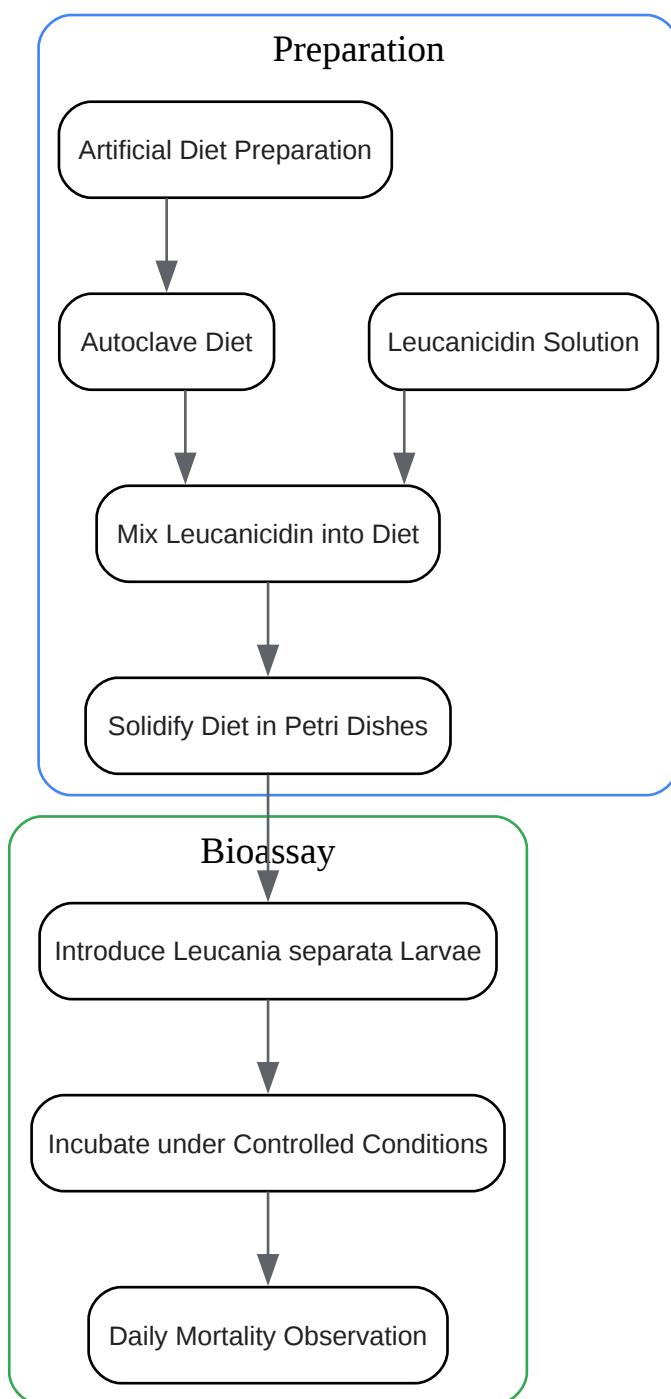 Preparation
Artificial Diet Preparation
Autoclave Diet
Leucanicidin Solution
Mix Leucanicidin into Diet
Solidify Diet in Petri Dishes
Bioassay
Introduce Leucania separata Larvae
Incubate under Controlled Conditions
Daily Mortality Observation